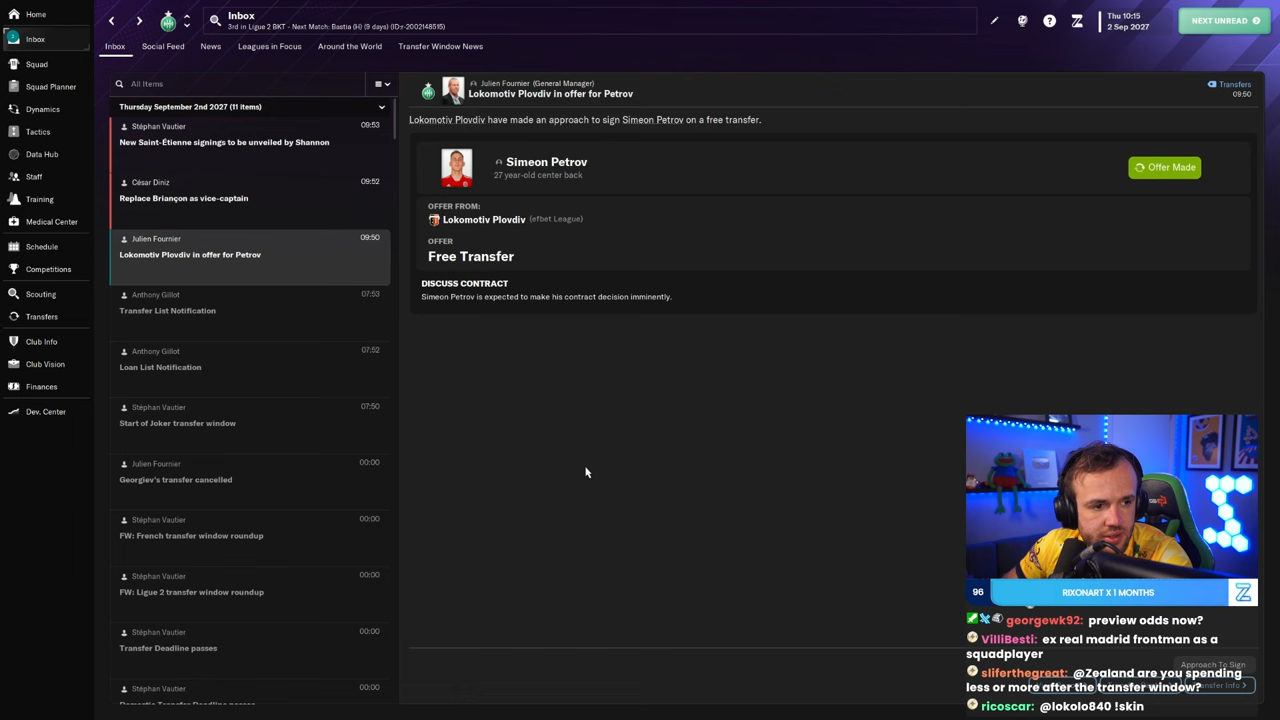 Home
Inbox
Squad
Squad Planner
Dynamics
Tactics
Data Hub
Staff
Training
Medical Center
Schedule
Competitions
Scouting
Transfers
Club Info
Club Vision
Finances
Dev. Center
Inbox
3rd in Ligue 2 BKT - Next Match: Bastia (H) (9 days) (ID:r-2002148515)
Thu 10:15
2 Sep 2027
NEXT UNREAD
Inbox
Social Feed
News
Leagues in Focus
Around the World
Transfer Window News
All Items
Thursday September 2nd 2027 (11 items)
Stéphan Vautier 09:53
New Saint-Étienne signings to be unveiled by Shannon
César Diniz 09:52
Replace Briançon as vice-captain
Julien Fournier 09:50
Lokomotiv Plovdiv in offer for Petrov
Anthony Gillot 07:53
Transfer List Notification
Anthony Gillot 07:52
Loan List Notification
Stéphan Vautier 07:50
Start of Joker transfer window
Julien Fournier 00:00
Georgiev's transfer cancelled
Stéphan Vautier 00:00
FW: French transfer window roundup
Stéphan Vautier 00:00
FW: Ligue 2 transfer window roundup
Stéphan Vautier 00:00
Transfer Deadline passes
Stéphan Vautier 00:00
Domestic Transfer Deadline passes
Julien Fournier (General Manager)
Lokomotiv Plovdiv in offer for Petrov
Transfers
09:50
Lokomotiv Plovdiv have made an approach to sign Simeon Petrov on a free transfer.
Simeon Petrov
27 year-old center back
Offer Made
OFFER FROM:
Lokomotiv Plovdiv (efbet League)
OFFER
Free Transfer
DISCUSS CONTRACT
Simeon Petrov is expected to make his contract decision imminently.
96 RIXONART X 1 MONTHS
georgewk92: preview odds now?
VilliBesti: ex real madrid frontman as a
squadplayer
Approach To Sign
sliferthegreat: @Zealand are you spending
less or more after the transfer window?
ricoscar: @lokolo840 !skin